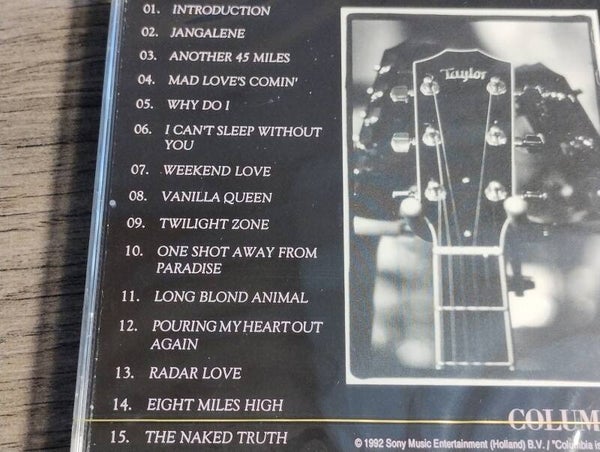 01. INTRODUCTION
02. JANGALENE
03. ANOTHER 45 MILES
04. MAD LOVE'S COMIN'
05. WHY DO I
06. I CAN'T SLEEP WITHOUT
YOU
07. WEEKEND LOVE
08. VANILLA QUEEN
09. TWILIGHT ZONE
10. ONE SHOT AWAY FROM
PARADISE
11. LONG BLOND ANIMAL
12. POURING MY HEART OUT
AGAIN
13. RADAR LOVE
14. EIGHT MILES HIGH
15. THE NAKED TRUTH
Taylor
COLUM
© 1992 Sony Music Entertainment (Holland) B.V. / "Columbia is